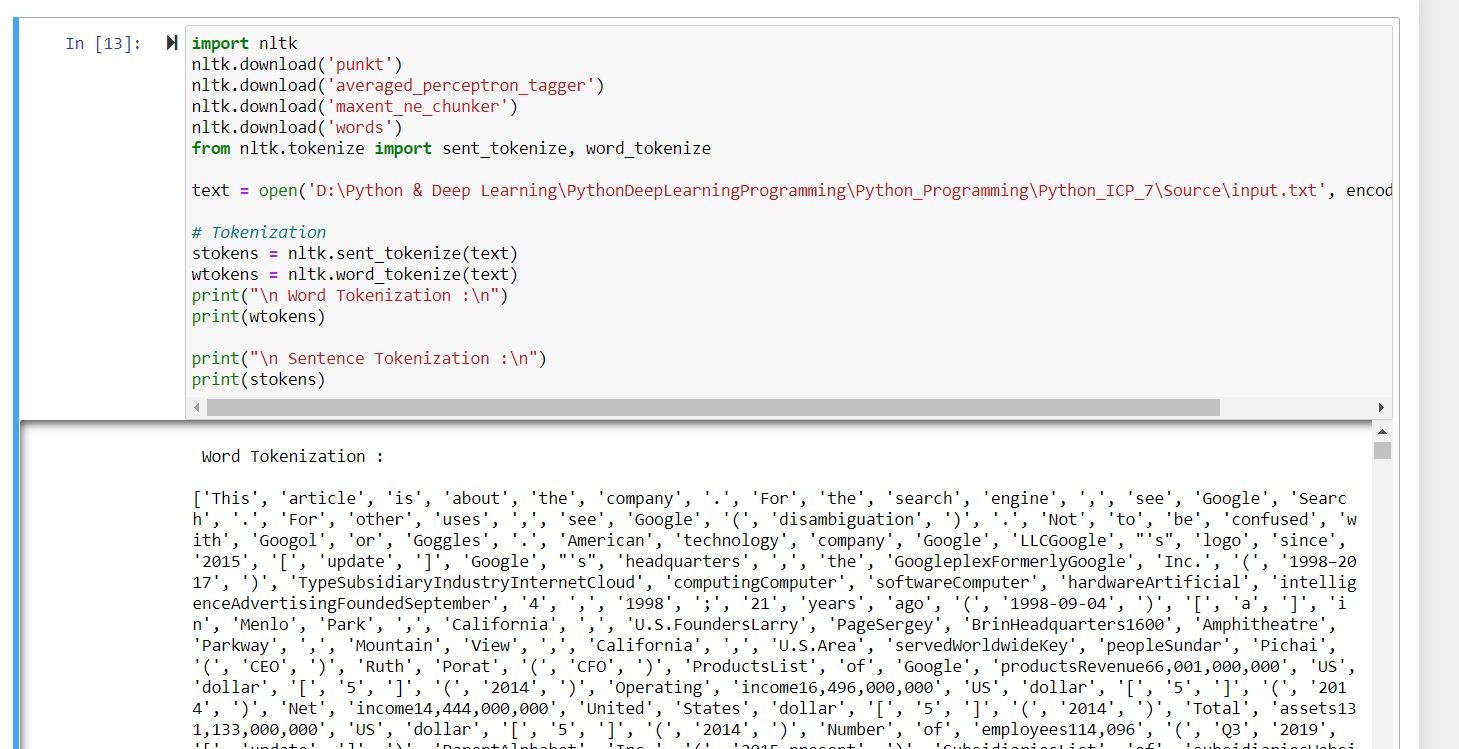 In [13]:
import nltk
nltk.download('punkt')
nltk.download('averaged_perceptron_tagger')
nltk.download('maxent_ne_chunker')
nltk.download('words')
from nltk.tokenize import sent_tokenize, word_tokenize
text = open('D:\Python & Deep Learning\PythonDeepLearningProgramming\Python_Programming\Python_ICP_7\Source\input.txt', encod
# Tokenization
stokens = nltk.sent_tokenize(text)
wtokens = nltk.word_tokenize(text)
print("\n Word Tokenization :\n")
print(wtokens)
print("\n Sentence Tokenization :\n")
print(stokens)
Word Tokenization :
['This', 'article', 'is', 'about', 'the', 'company', '.', 'For', 'the', 'search', 'engine', ',', 'see', 'Google', 'Searc
h', '.', 'For', 'other', 'uses', ',', 'see', 'Google', '(', 'disambiguation', ')', '.', 'Not', 'to', 'be', 'confused', 'w
ith', 'Googol', 'or', 'Goggles', '.', 'American', 'technology', 'company', 'Google', 'LLCGoogle', "'s", 'logo', 'since',
'2015', '[', 'update', ']', 'Google', "'s", 'headquarters', ',', 'the', 'GoogleplexFormerlyGoogle', 'Inc.', '(', '1998–20
17', ')', 'TypeSubsidiaryIndustryInternetCloud', 'computingComputer', 'softwareComputer', 'hardwareArtificial', 'intellig
enceAdvertisingFoundedSeptember', '4', ',', '1998', ';', '21', 'years', 'ago', '(', '1998-09-04', ')', '[', 'a', ']', 'i
n', 'Menlo', 'Park', ',', 'California', ',', 'U.S.FoundersLarry', 'PageSergey', 'BrinHeadquarters1600', 'Amphitheatre',
'Parkway', ',', 'Mountain', 'View', ',', 'California', ',', 'U.S.Area', 'servedWorldwideKey', 'peopleSundar', 'Pichai',
'(', 'CEO', ')', 'Ruth', 'Porat', '(', 'CFO', ')', 'ProductsList', 'of', 'Google', 'productsRevenue66,001,000,000', 'US',
'dollar', '[', '5', ']', '(', '2014', ')', 'Operating', 'income16,496,000,000', 'US', 'dollar', '[', '5', ']', '(', '201
4', ')', 'Net', 'income14,444,000,000', 'United', 'States', 'dollar', '[', '5', ']', '(', '2014', ')', 'Total', 'assets13
1,133,000,000', 'US', 'dollar', '[', '5', ']', '(', '2014', ')', 'Number', 'of', 'employees114,096', '(', 'Q3', '2019',